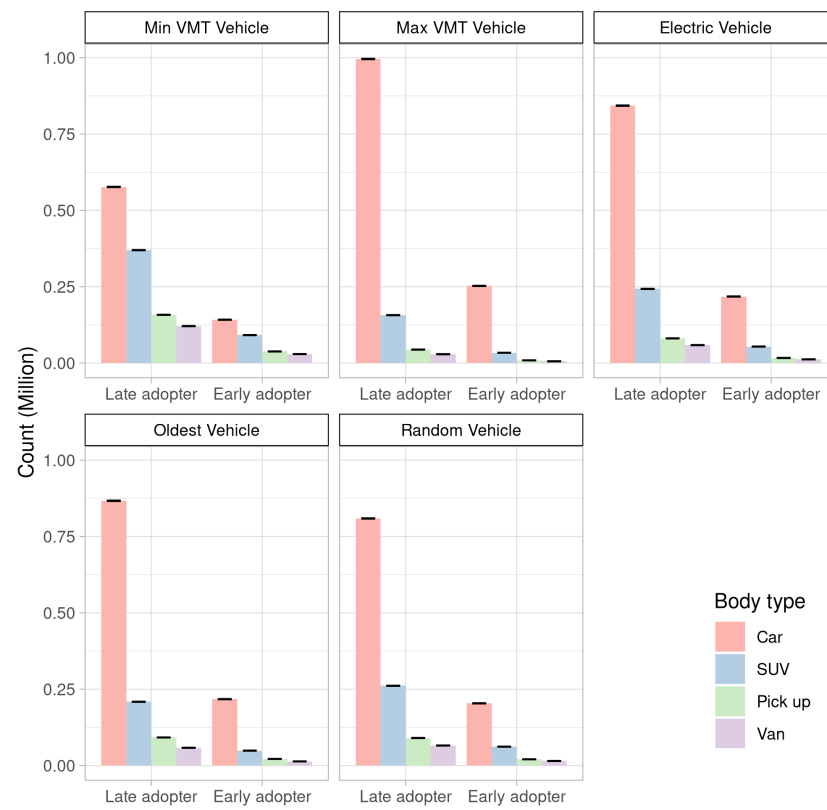 Min VMT Vehicle
Max VMT Vehicle
Electric Vehicle
1.00
0.75
0.50
0.25
0.00
Late adopter
Early adopter
Late adopter
Early adopter
Late adopter
Early adopter
Count (Million)
Oldest Vehicle
Random Vehicle
1.00
0.75
0.50
0.25
0.00
Late adopter
Early adopter
Late adopter
Early adopter
Body type
Car
SUV
Pick up
Van